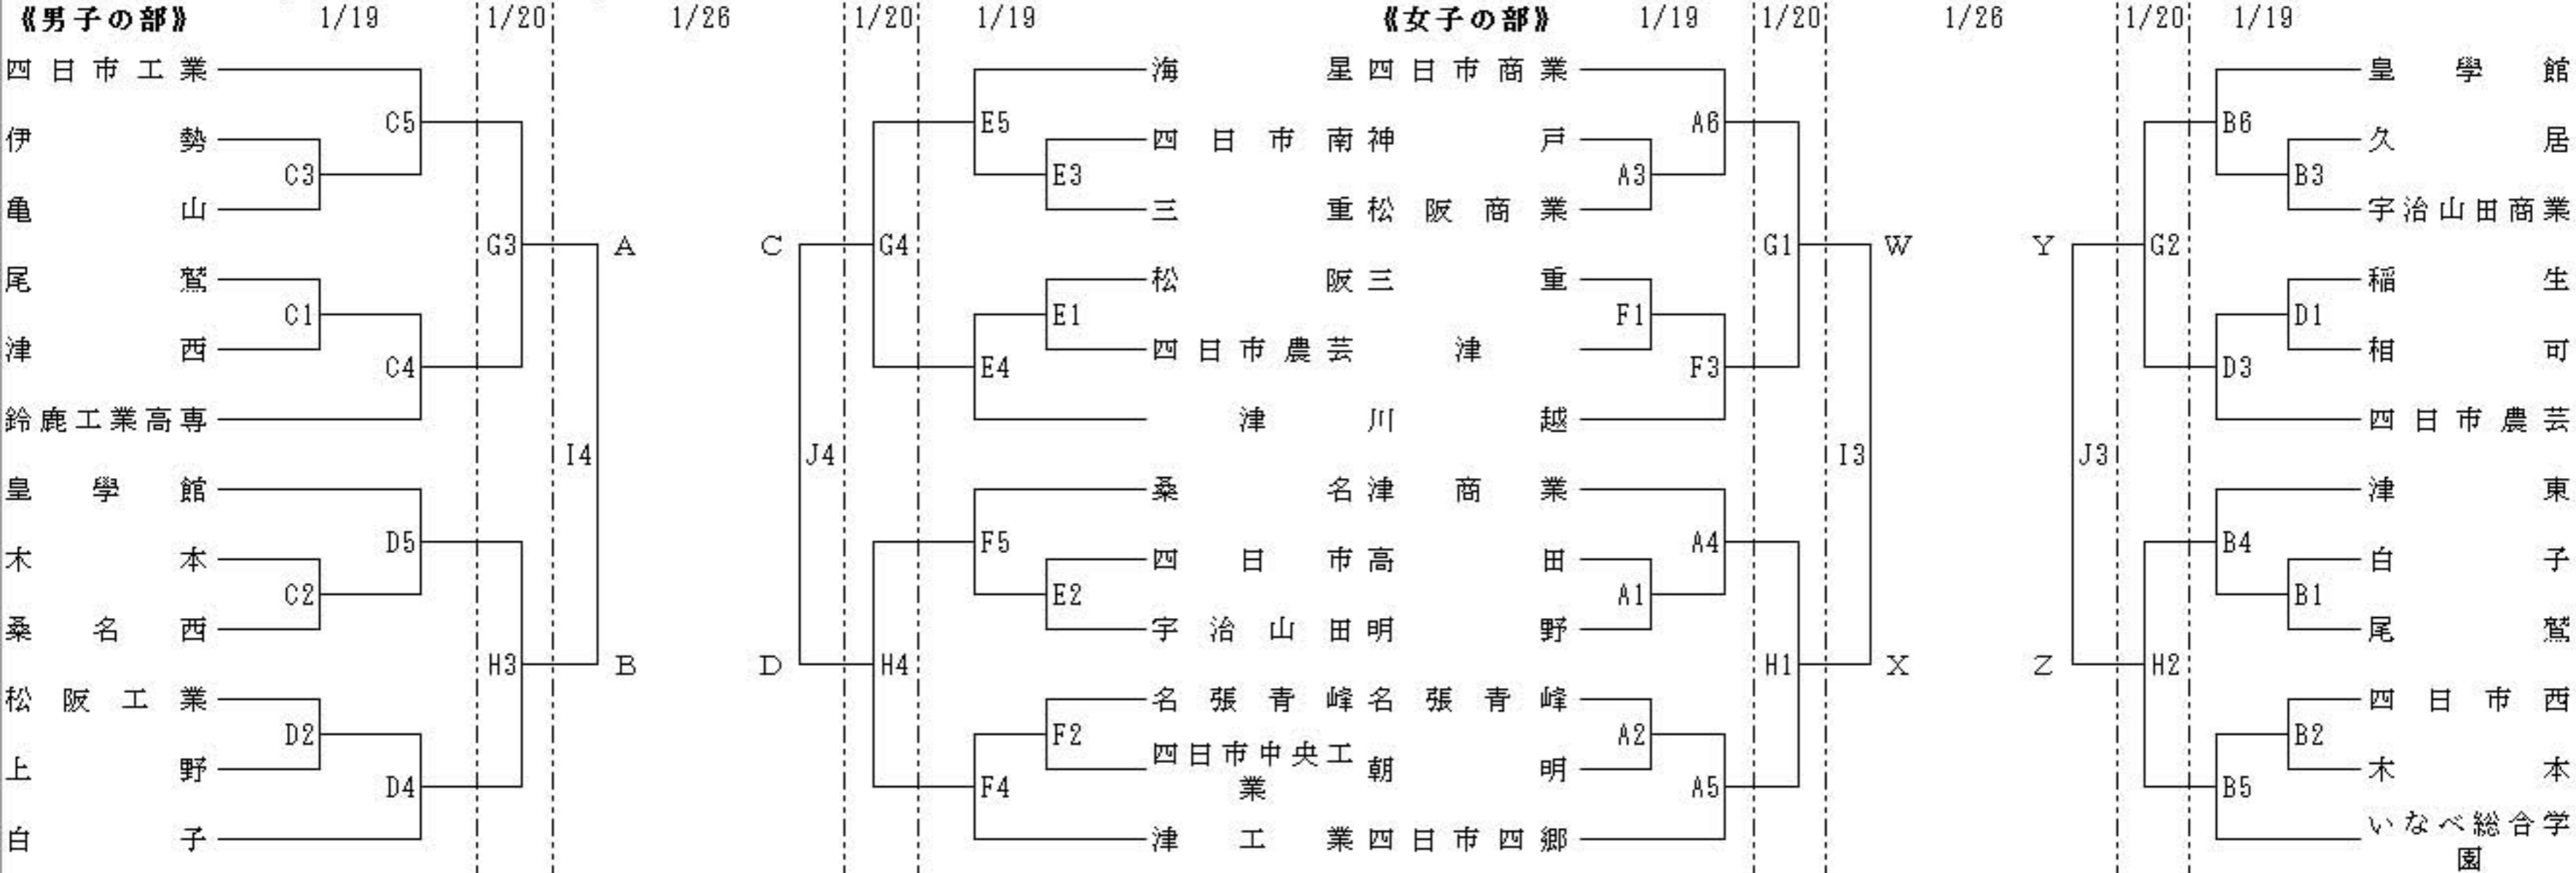 《男子の部》 1/19 1/20 1/26 1/20 1/19 《女子の部》 1/19 1/20 1/26 1/20 1/19
四日市工業 海星 四日市商業 皇學館
C5 E5 A6 B6
伊勢 四日市南 神戸 久居
C3 E3 A3 B3
亀山 三重 松阪商業 宇治山田商業
G3 A C G4 G1 W Y G2
尾鷲 松阪 三重 稲生
C1 E1 F1 D1
津西 四日市農芸 津 相可
C4 E4 F3 D3
鈴鹿工業高専 津 川越 四日市農芸
I4 J4 I3 J3
皇學館 桑名 津商業 津東
D5 F5 A4 B4
木本 四日市 高田 白子
C2 E2 A1 B1
桑名西 宇治山田 明野 尾鷲
H3 B D H4 H1 X Z H2
松阪工業 名張青峰 名張青峰 四日市西
D2 F2 A2 B2
上野 四日市中央工業 朝明 木本
D4 F4 A5 B5
白子 津工業 四日市四郷 いなべ総合学園